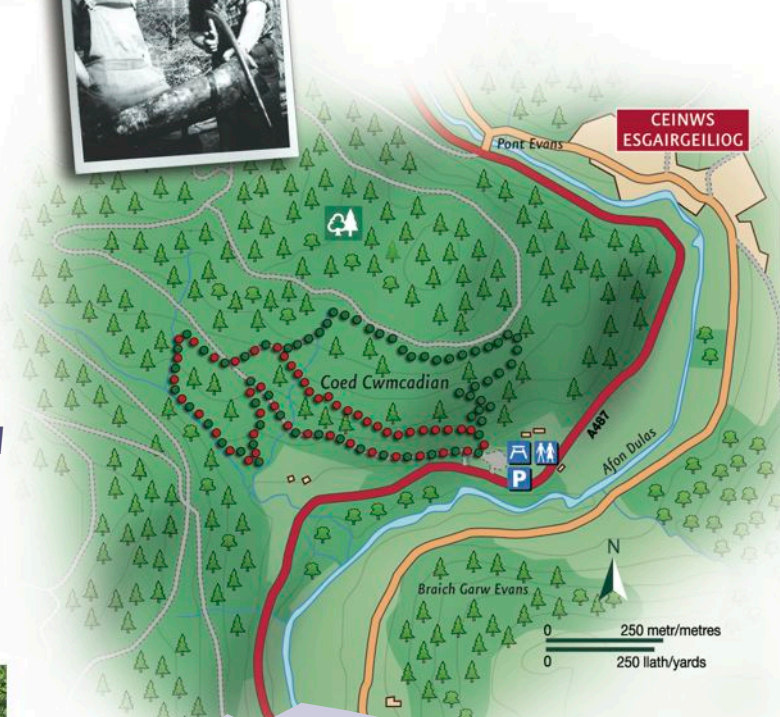 CEINWS
ESGAIRGEILIOG
Pont Evans
Coed Cwmcadian
A487
Afon Dulas
P
Braich Garw Evans
N
0 250 metr/metres
0 250 llath/yards